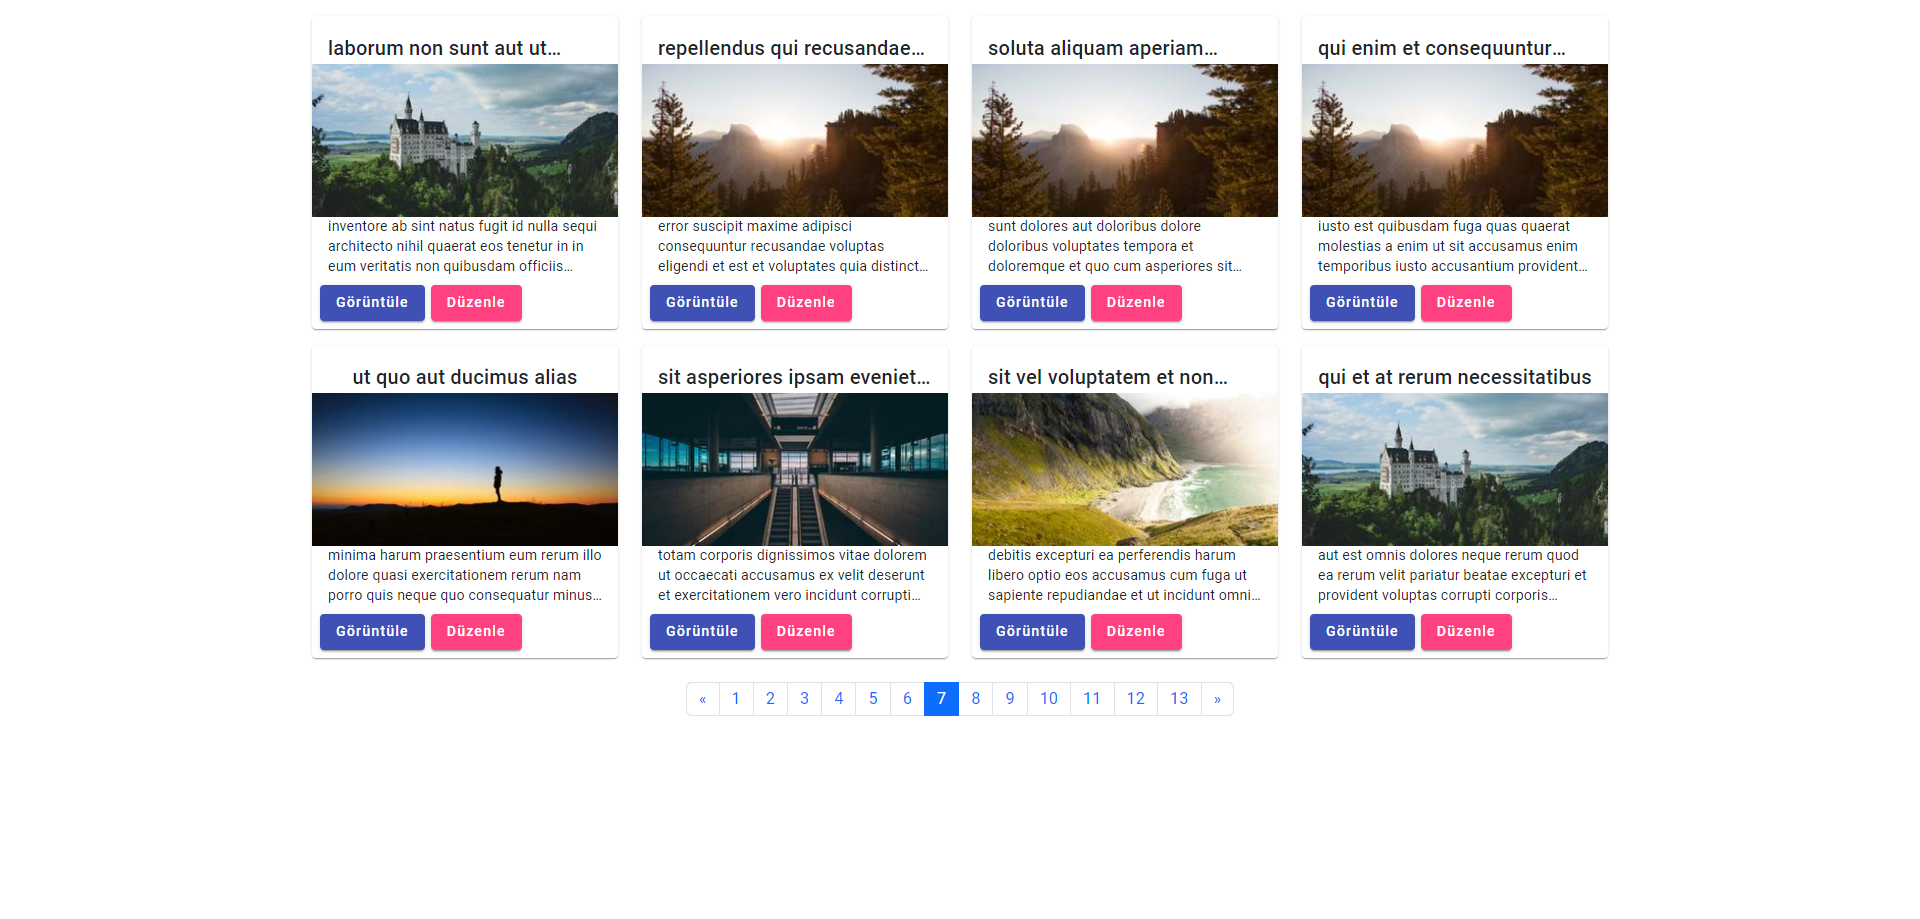 laborum non sunt aut ut…
inventore ab sint natus fugit id nulla sequi
architecto nihil quaerat eos tenetur in in
eum veritatis non quibusdam officiis…
Görüntüle Düzenle
repellendus qui recusandae…
error suscipit maxime adipisci
consequuntur recusandae voluptas
eligendi et est et voluptates quia distinct…
Görüntüle Düzenle
soluta aliquam aperiam…
sunt dolores aut doloribus dolore
doloribus voluptates tempora et
doloremque et quo cum asperiores sit…
Görüntüle Düzenle
qui enim et consequuntur…
iusto est quibusdam fuga quas quaerat
molestias a enim ut sit accusamus enim
temporibus iusto accusantium provident…
Görüntüle Düzenle
ut quo aut ducimus alias
minima harum praesentium eum rerum illo
dolore quasi exercitationem rerum nam
porro quis neque quo consequatur minus…
Görüntüle Düzenle
sit asperiores ipsam eveniet…
totam corporis dignissimos vitae dolorem
ut occaecati accusamus ex velit deserunt
et exercitationem vero incidunt corrupti…
Görüntüle Düzenle
sit vel voluptatem et non…
debitis excepturi ea perferendis harum
libero optio eos accusamus cum fuga ut
sapiente repudiandae et ut incidunt omni…
Görüntüle Düzenle
qui et at rerum necessitatibus
aut est omnis dolores neque rerum quod
ea rerum velit pariatur beatae excepturi et
provident voluptas corrupti corporis…
Görüntüle Düzenle
« 1 2 3 4 5 6 7 8 9 10 11 12 13 »